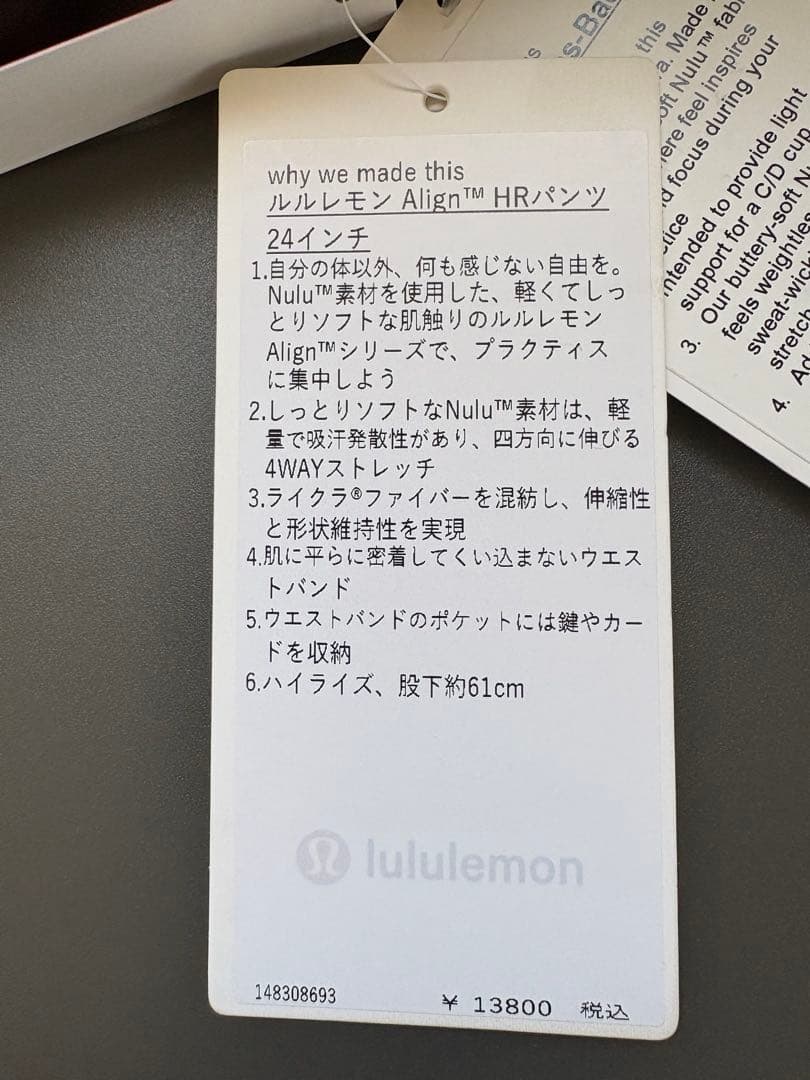 why we made this
ルルレモン Align™ HRパンツ
24インチ
1.自分の体以外、何も感じない自由を。
Nulu™素材を使用した、軽くてしっ
とりソフトな肌触りのルルレモン
Align™シリーズで、プラクティス
に集中しよう
2.しっとりソフトなNulu™素材は、軽
量で吸汗発散性があり、四方向に伸びる
4WAYストレッチ
3.ライクラ®ファイバーを混紡し、伸縮性
と形状維持性を実現
4.肌に平らに密着してくい込まないウエス
トバンド
5.ウエストバンドのポケットには鍵やカー
ドを収納
6.ハイライズ、股下約61cm
lululemon
148308693
¥ 13800 税込
this
Made
Nulu™
feel inspires
focus during your
intended to provide light
support for a C/D cup
3. Our buttery-soft
feels weightless
4.